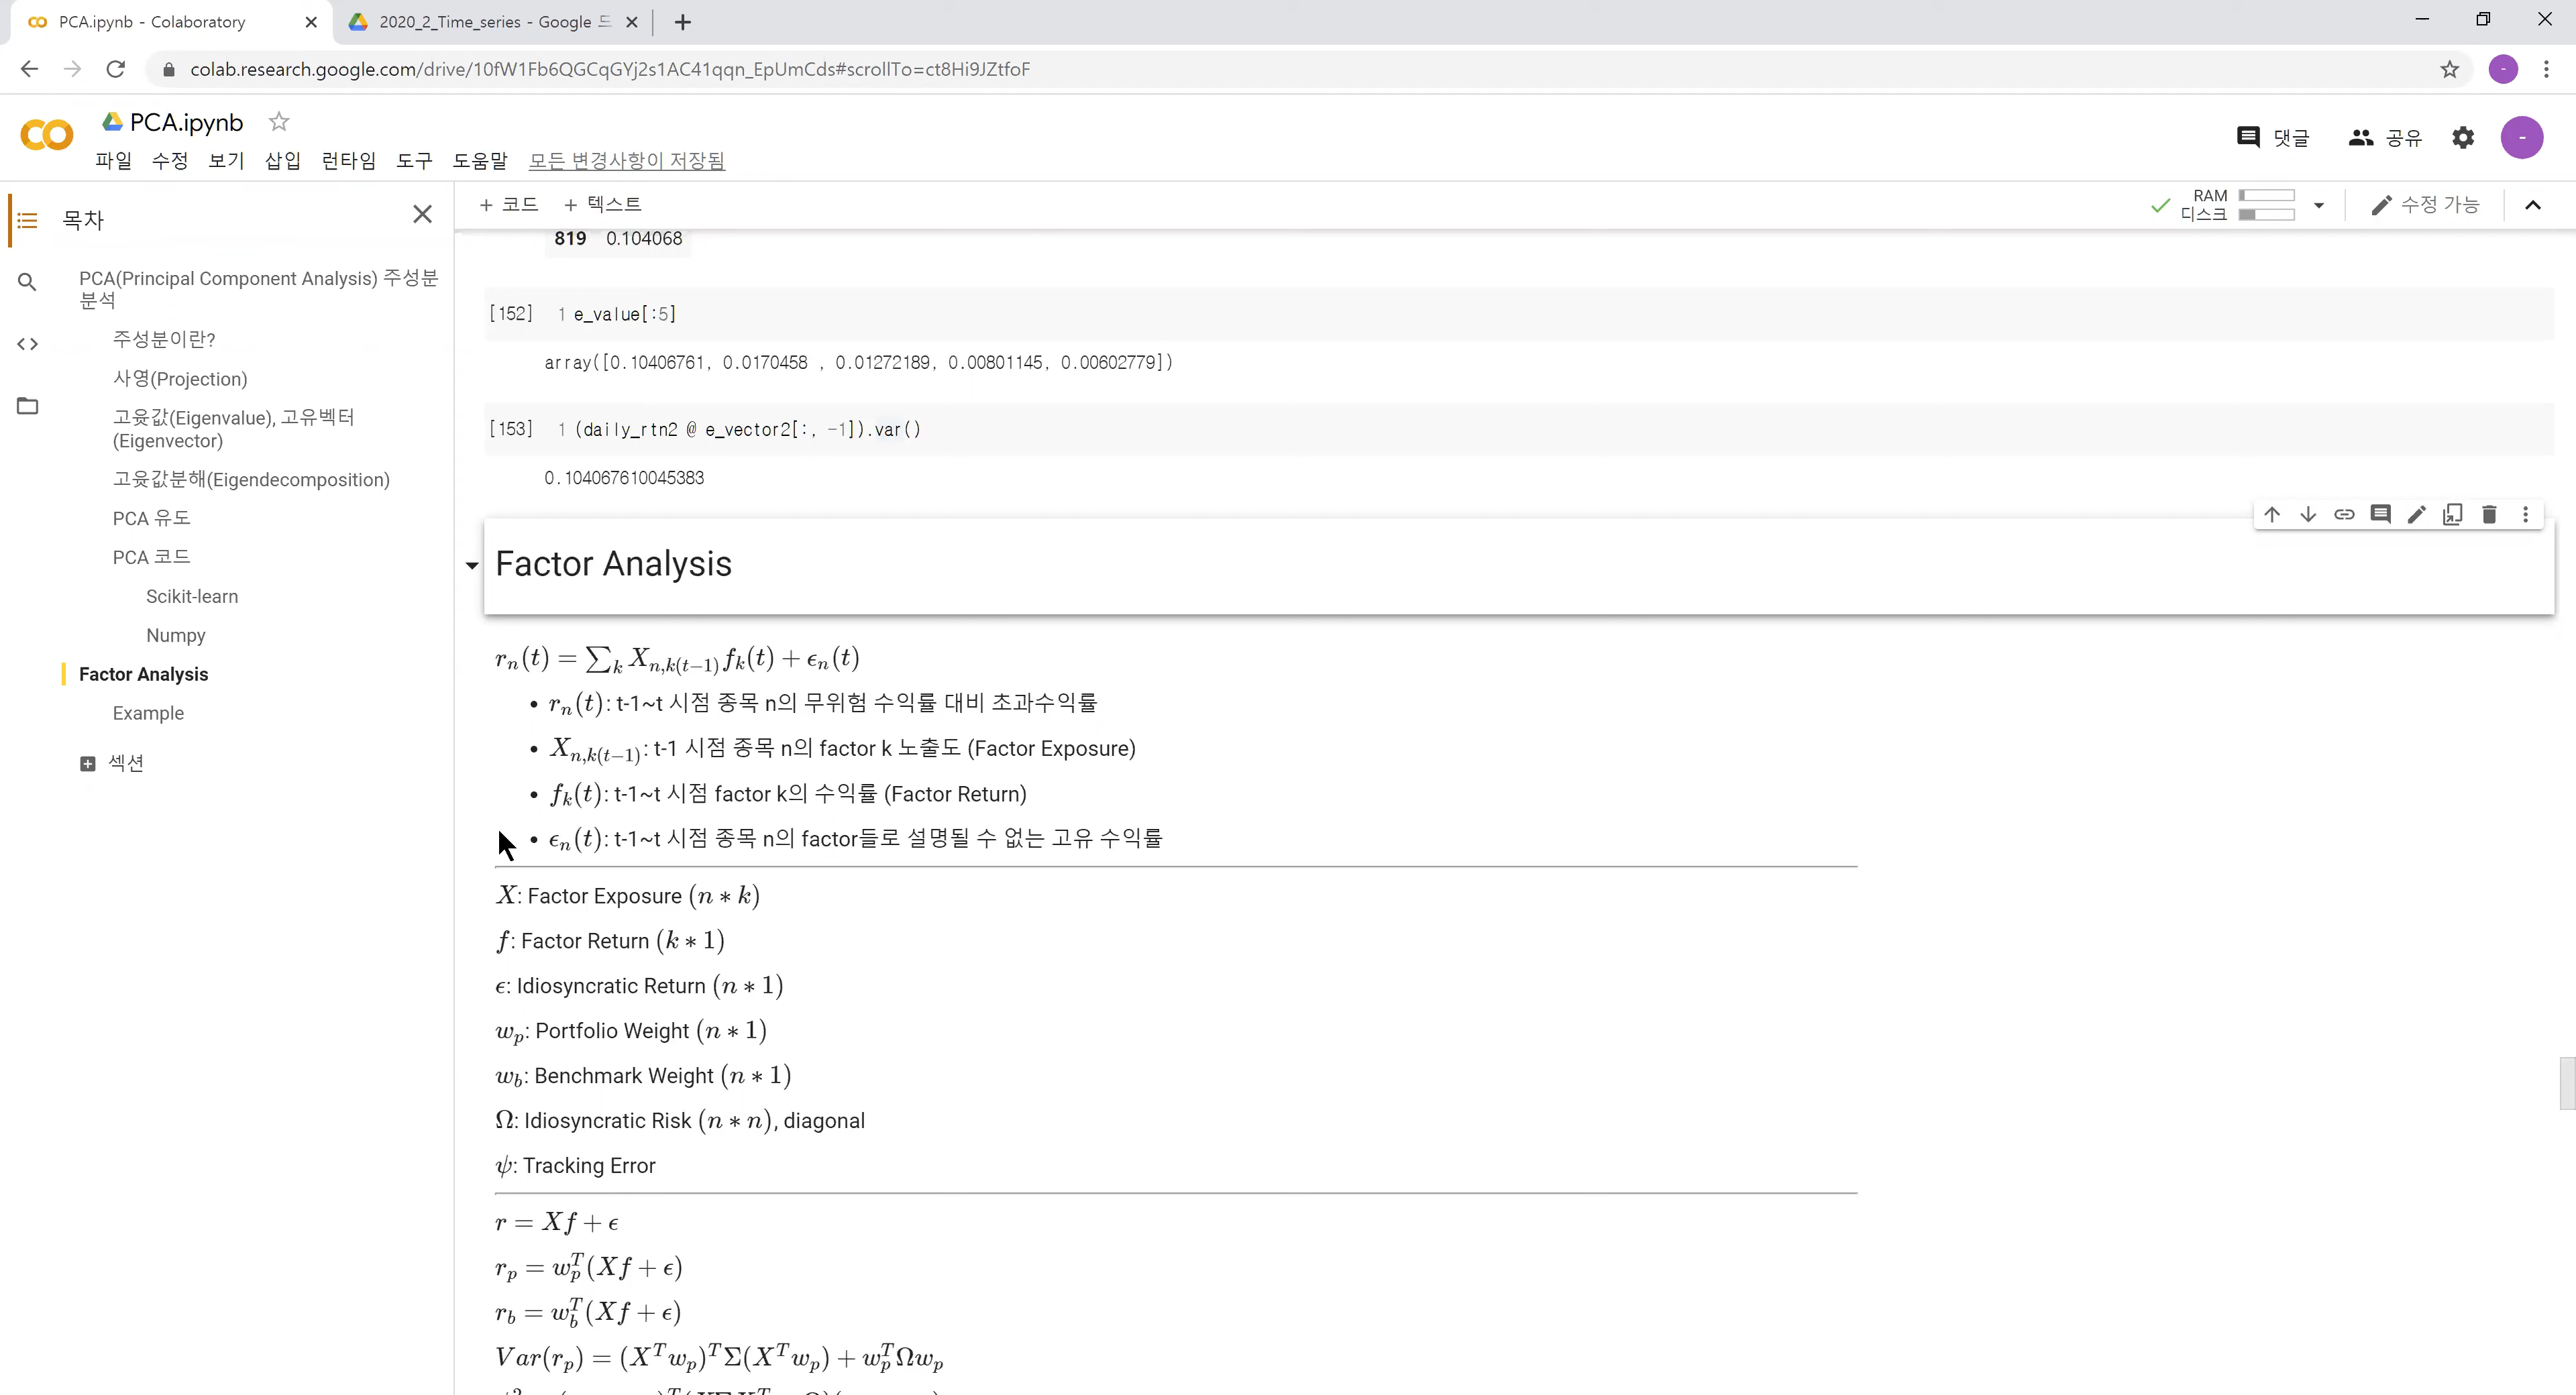 PCA.ipynb - Colaboratory
2020_2_Time_series - Google 드
colab.research.google.com/drive/10fW1Fb6QGCqGYj2s1AC41qqn_EpUmCds#scrollTo=ct8Hi9JZtfoF
PCA.ipynb
파일 수정 보기 삽입 런타임 도구 도움말 모든 변경사항이 저장됨
댓글 공유
목차
PCA(Principal Component Analysis) 주성분
분석
주성분이란?
사영(Projection)
고윳값(Eigenvalue), 고유벡터
(Eigenvector)
고윳값분해(Eigendecomposition)
PCA 유도
PCA 코드
Scikit-learn
Numpy
Factor Analysis
Example
섹션
+ 코드 + 텍스트
RAM
디스크
수정 가능
819 0.104068
[152] 1 e_value[:5]
array([0.10406761, 0.0170458 , 0.01272189, 0.00801145, 0.00602779])
[153] 1 (daily_rtn2 @ e_vector2[:, -1]).var()
0.104067610045383
Factor Analysis
r_n(t) = ∑_k X_{n,k(t−1)} f_k(t) + ϵ_n(t)
• r_n(t): t-1~t 시점 종목 n의 무위험 수익률 대비 초과수익률
• X_{n,k(t−1)}: t-1 시점 종목 n의 factor k 노출도 (Factor Exposure)
• f_k(t): t-1~t 시점 factor k의 수익률 (Factor Return)
• ϵ_n(t): t-1~t 시점 종목 n의 factor들로 설명될 수 없는 고유 수익률
X: Factor Exposure (n ∗ k)
f: Factor Return (k ∗ 1)
ϵ: Idiosyncratic Return (n ∗ 1)
w_p: Portfolio Weight (n ∗ 1)
w_b: Benchmark Weight (n ∗ 1)
Ω: Idiosyncratic Risk (n ∗ n), diagonal
ψ: Tracking Error
r = Xf + ϵ
r_p = w_p^T(Xf + ϵ)
r_b = w_b^T(Xf + ϵ)
Var(r_p) = (X^T w_p)^T Σ(X^T w_p) + w_p^T Ω w_p